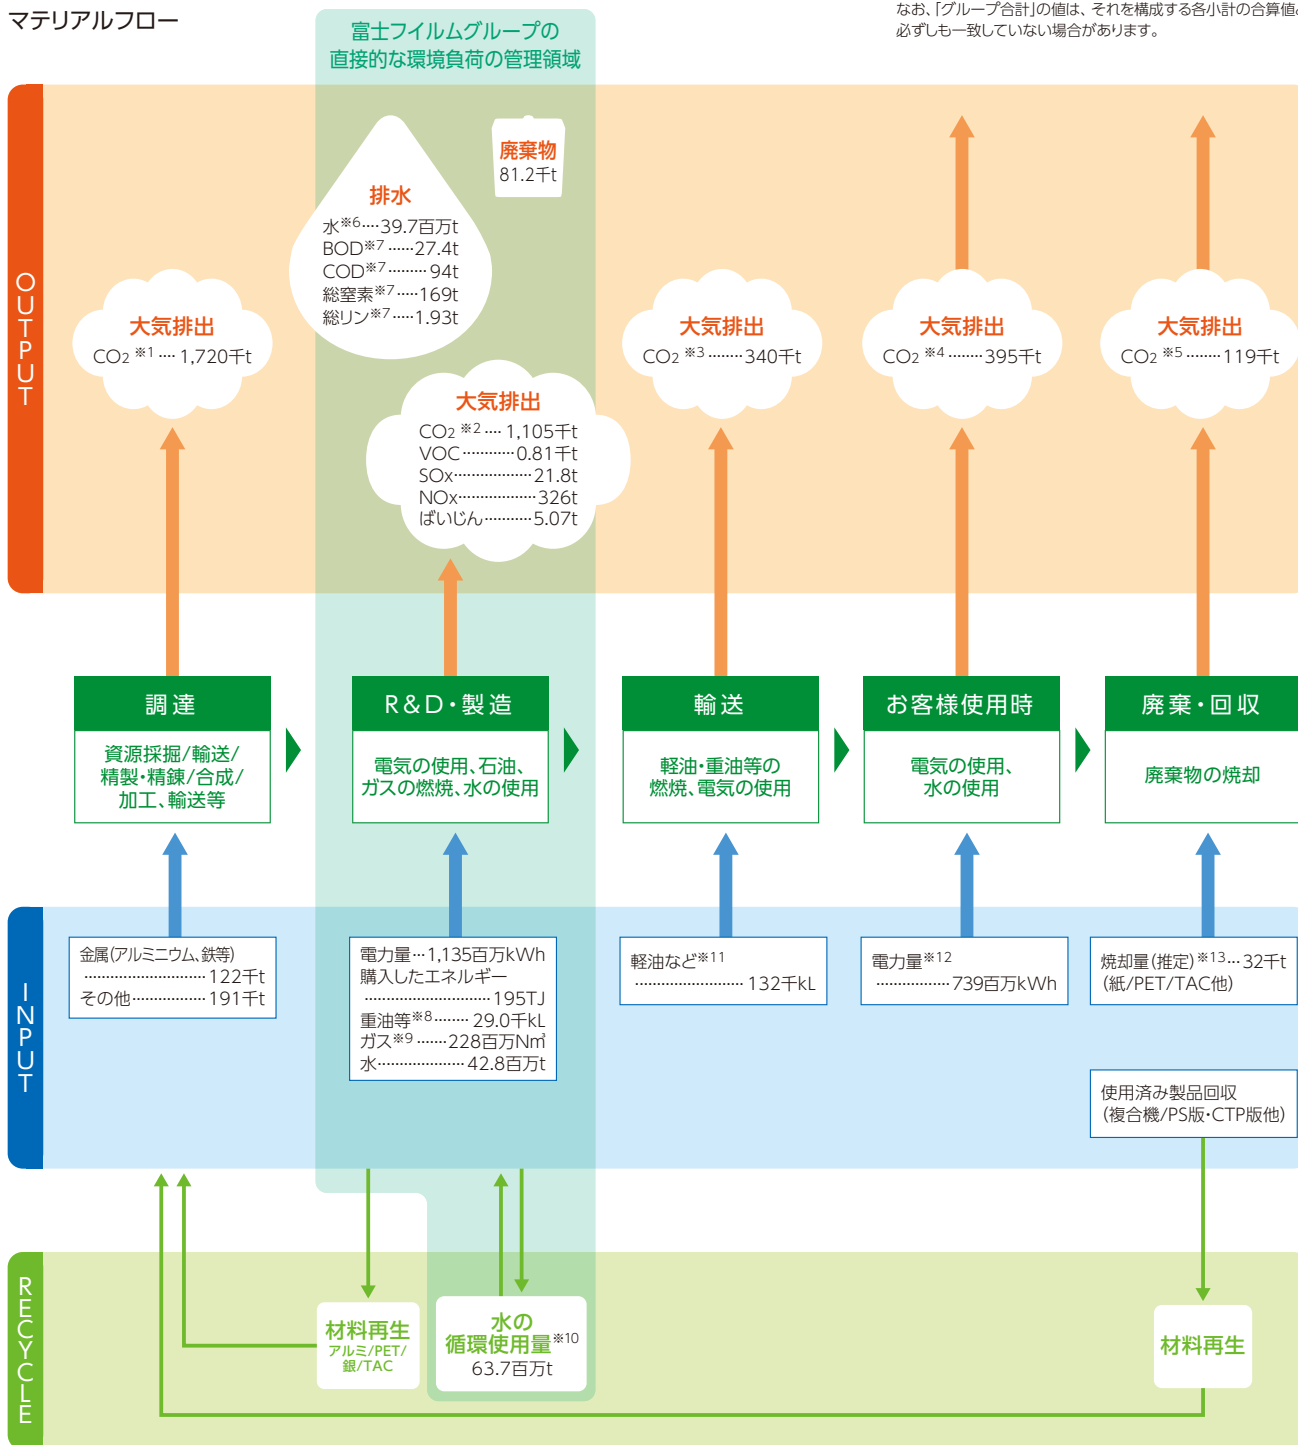 マテリアルフロー
富士フイルムグループの
直接的な環境負荷の管理領域
なお、「グループ合計」の値は、それを構成する各小計の合算値
必ずしも一致していない場合があります。
OUTPUT
大気排出
CO2 ※1 ···· 1,720千t
排水
水※6····39.7百万t
BOD※7 ······27.4t
COD※7 ········· 94t
総窒素※7 ·····169t
総リン※7 ·····1.93t
廃棄物
81.2千t
大気排出
CO2 ※2 ···· 1,105千t
VOC············0.81千t
SOx··················21.8t
NOx··················326t
ばいじん···········5.07t
大気排出
CO2 ※3 ········340千t
大気排出
CO2 ※4 ········395千t
大気排出
CO2 ※5 ········119千t
調達
資源採掘/輸送/
精製・精錬/合成/
加工、輸送等
R&D・製造
電気の使用、石油、
ガスの燃焼、水の使用
輸送
軽油・重油等の
燃焼、電気の使用
お客様使用時
電気の使用、
水の使用
廃棄・回収
廃棄物の焼却
INPUT
金属(アルミニウム、鉄等)
··························· 122千t
その他················· 191千t
電力量···1,135百万kWh
購入したエネルギー
··································· 195TJ
重油等※8········ 29.0千kL
ガス※9 ·······228百万N㎥
水····················42.8百万t
軽油など※11
························ 132千kL
電力量※12
················· 739百万kWh
焼却量(推定)※13··· 32千t
(紙/PET/TAC他)
使用済み製品回収
(複合機/PS版・CTP版他)
RECYCLE
材料再生
アルミ/PET/
銀/TAC
水の
循環使用量※10
63.7百万t
材料再生